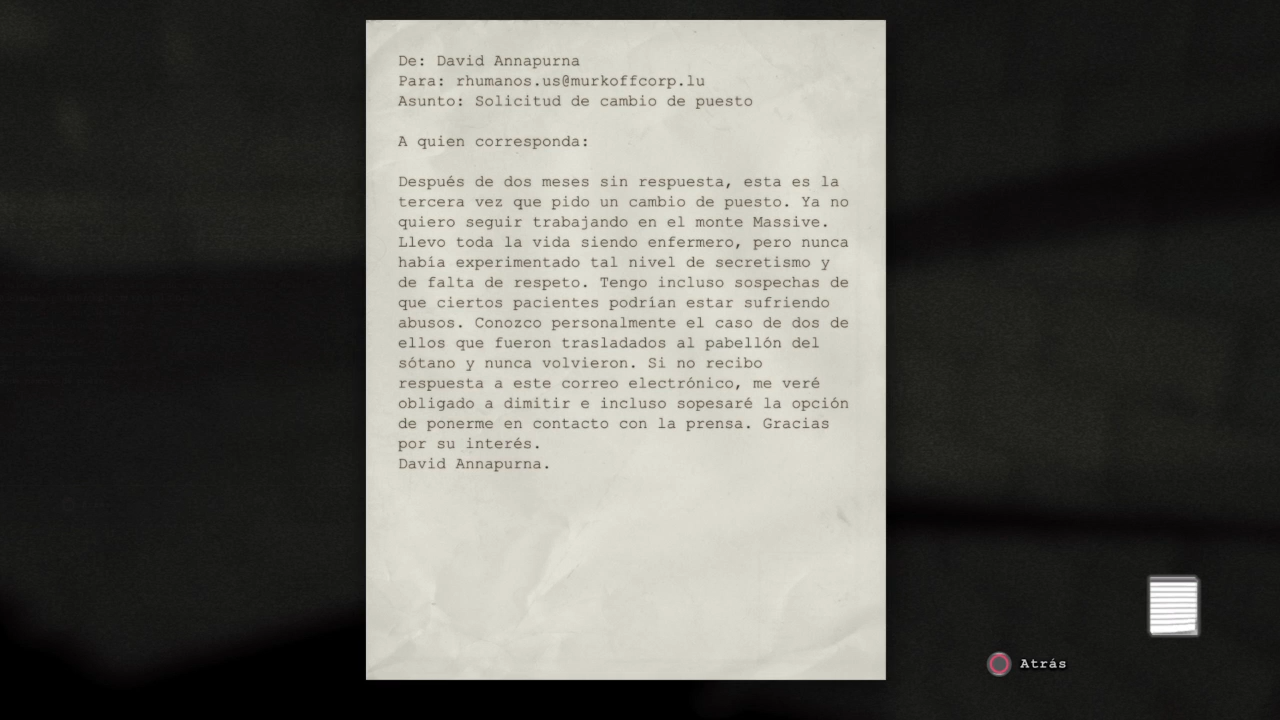 De: David Annapurna
Para: rhumanos.us@murkoffcorp.lu
Asunto: Solicitud de cambio de puesto
A quien corresponda:
Después de dos meses sin respuesta, esta es la
tercera vez que pido un cambio de puesto. Ya no
quiero seguir trabajando en el monte Massive.
Llevo toda la vida siendo enfermero, pero nunca
había experimentado tal nivel de secretismo y
de falta de respeto. Tengo incluso sospechas de
que ciertos pacientes podrían estar sufriendo
abusos. Conozco personalmente el caso de dos de
ellos que fueron trasladados al pabellón del
sótano y nunca volvieron. Si no recibo
respuesta a este correo electrónico, me veré
obligado a dimitir e incluso sopesaré la opción
de ponerme en contacto con la prensa. Gracias
por su interés.
David Annapurna.
Atrás